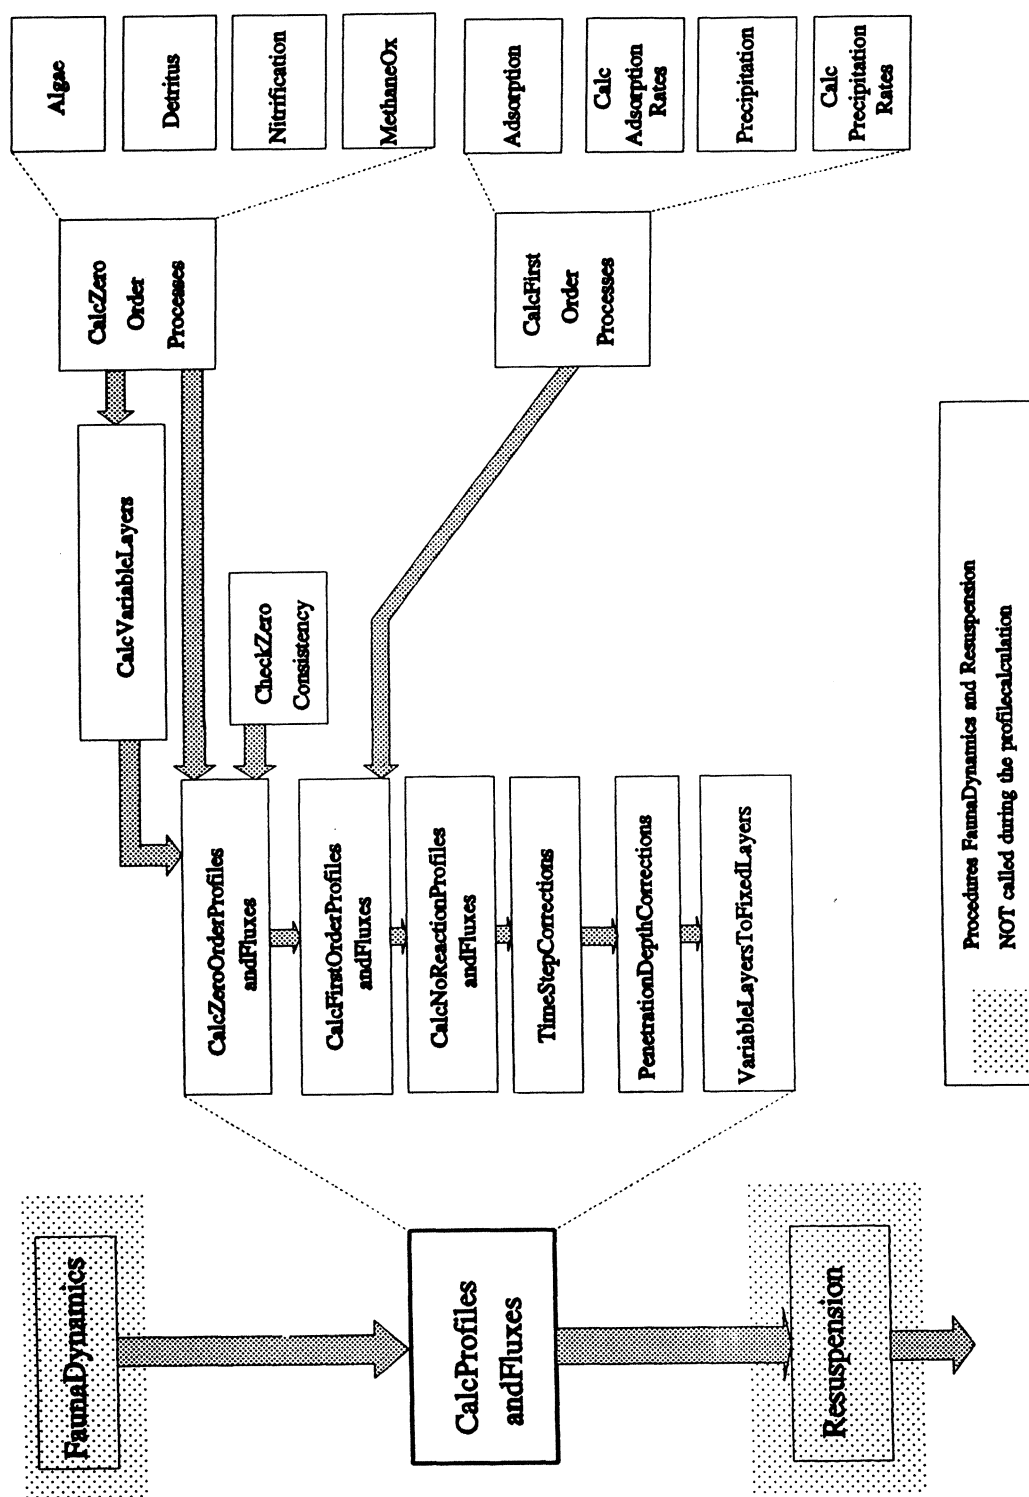 FaunaDynamics
CalcProfiles
andFluxes
Resuspension
CalcZeroOrderProfiles
andFluxes
CalcFirstOrderProfiles
andFluxes
CalcNoReactionProfiles
andFluxes
TimeStepCorrections
PenetrationDepthCorrections
VariableLayersToFixedLayers
CalcVariableLayers
CheckZero
Consistency
CalcZero
Order
Processes
CalcFirst
Order
Processes
Algae
Detritus
Nitrification
MethaneOx
Adsorption
Calc
Adsorption
Rates
Precipitation
Calc
Precipitation
Rates
Procedures FaunaDynamics and Resuspension
NOT called during the profilecalculation